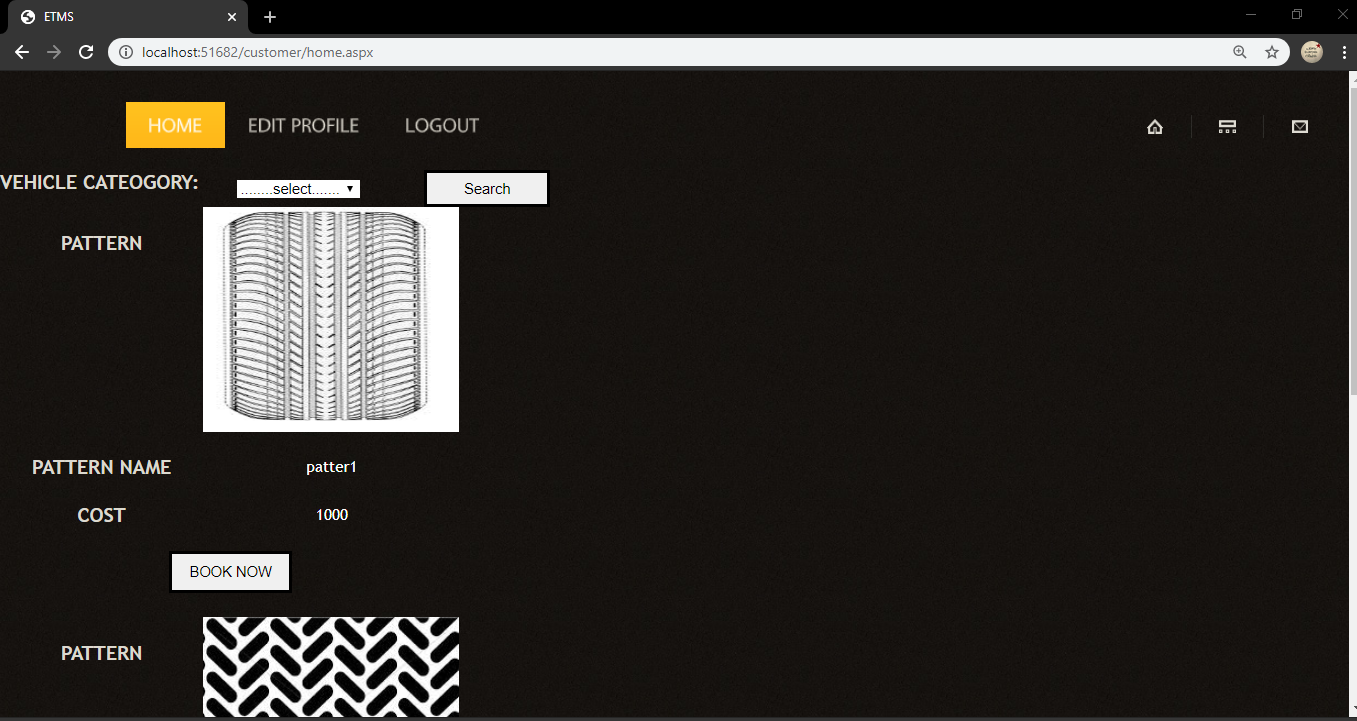 ETMS
localhost:51682/customer/home.aspx
HOME EDIT PROFILE LOGOUT
VEHICLE CATEOGORY: ........select....... Search
PATTERN
PATTERN NAME patter1
COST 1000
BOOK NOW
PATTERN